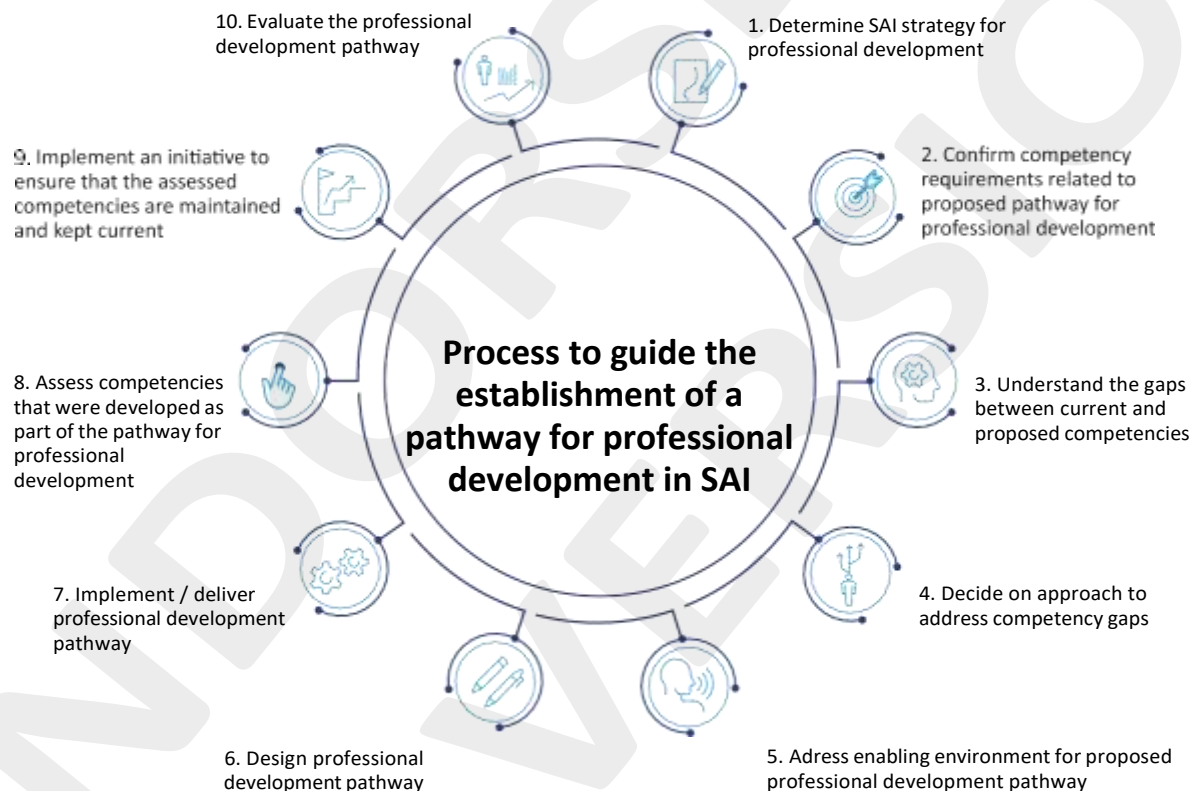 10. Evaluate the professional
development pathway
1. Determine SAI strategy for
professional development
9. Implement an initiative to
ensure that the assessed
competencies are maintained
and kept current
2. Confirm competency
requirements related to
proposed pathway for
professional development
Process to guide the
establishment of a
pathway for professional
development in SAI
8. Assess competencies
that were developed as
part of the pathway for
professional
development
3. Understand the gaps
between current and
proposed competencies
7. Implement / deliver
professional development
pathway
4. Decide on approach to
address competency gaps
6. Design professional
development pathway
5. Adress enabling environment for proposed
professional development pathway
NDORS
VERSIO